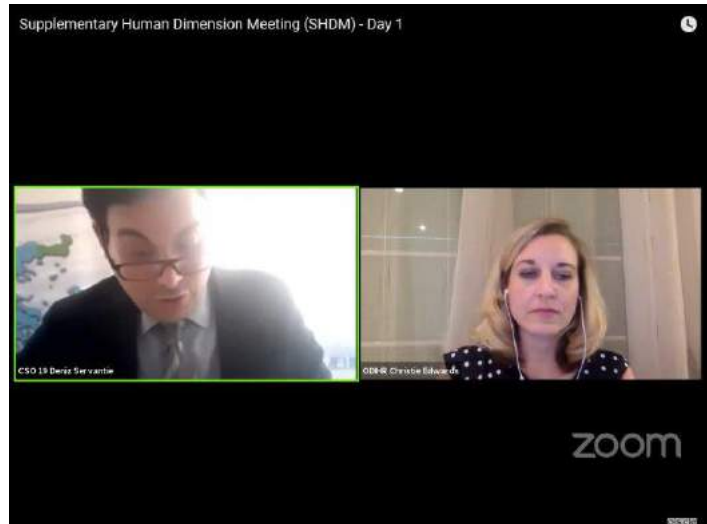 Supplementary Human Dimension Meeting (SHDM) - Day 1
CSO 19 Deniz Servantie
ODIHR Christie Edwards
zoom